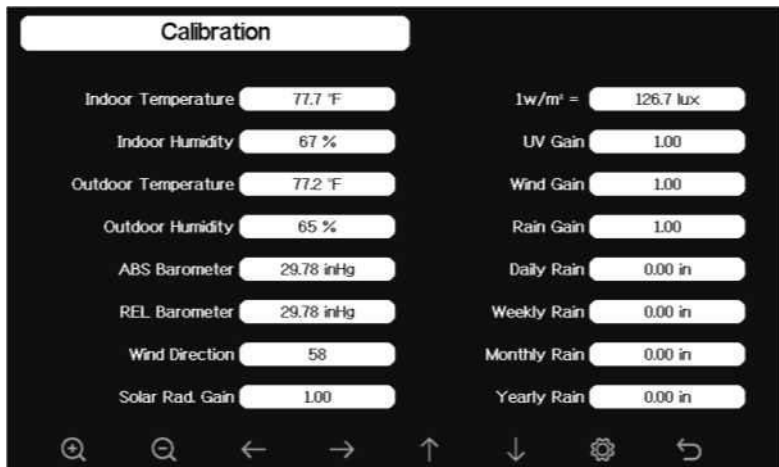 Calibration
Indoor Temperature 77.7 °F
Indoor Humidity 67 %
Outdoor Temperature 77.2 °F
Outdoor Humidity 65 %
ABS Barometer 29.78 inHg
REL Barometer 29.78 inHg
Wind Direction 58
Solar Rad. Gain 1.00
1w/m² = 126.7 lux
UV Gain 1.00
Wind Gain 1.00
Rain Gain 1.00
Daily Rain 0.00 in
Weekly Rain 0.00 in
Monthly Rain 0.00 in
Yearly Rain 0.00 in